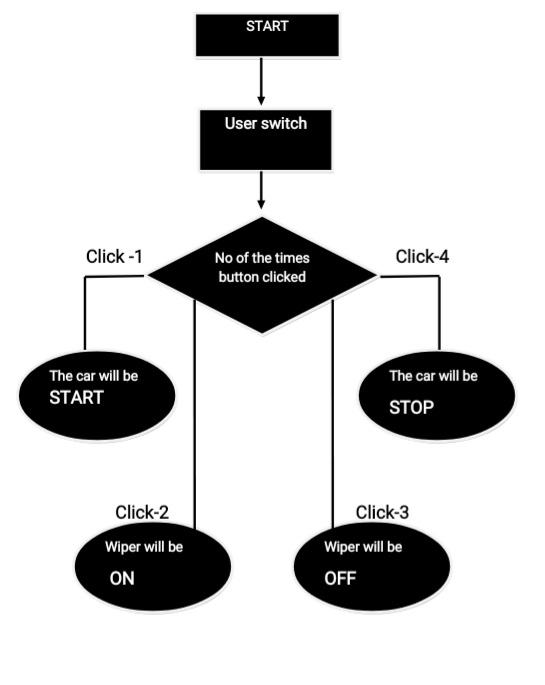 START
User switch
No of the times
button clicked
Click -1
Click-4
The car will be
START
The car will be
STOP
Click-2
Click-3
Wiper will be
ON
Wiper will be
OFF